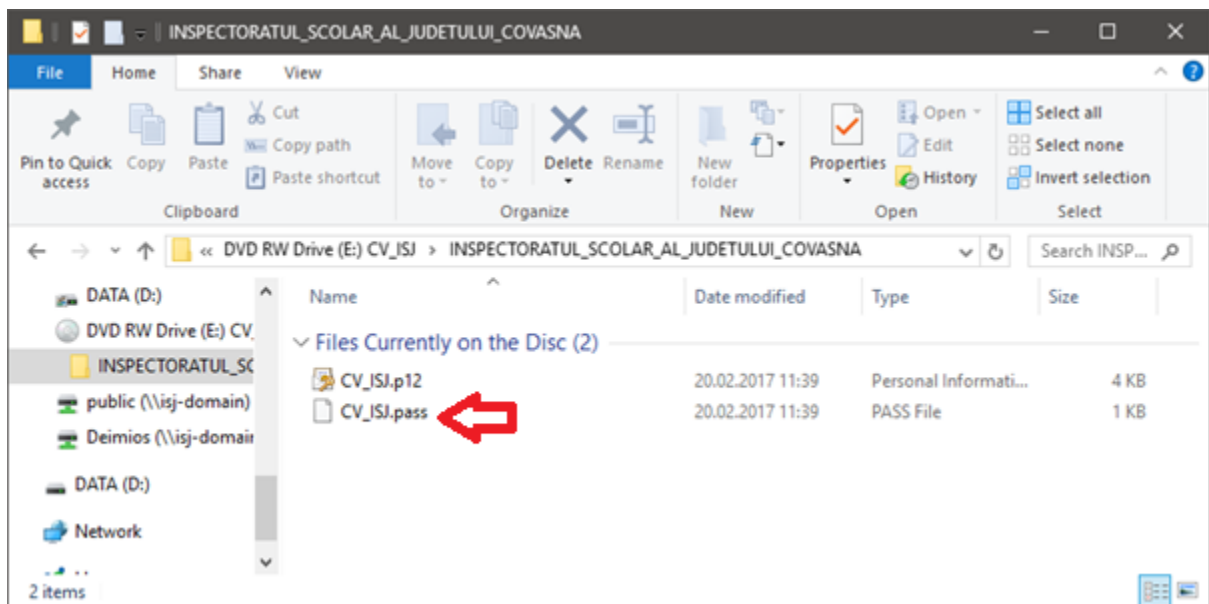 INSPECTORATUL_SCOLAR_AL_JUDETULUI_COVASNA
File Home Share View
Pin to Quick access
Copy
Paste
Cut
Copy path
Paste shortcut
Clipboard
Move to
Copy to
Delete
Rename
Organize
New folder
New
Properties
Open
Edit
History
Open
Select all
Select none
Invert selection
Select
« DVD RW Drive (E:) CV_ISJ > INSPECTORATUL_SCOLAR_AL_JUDETULUI_COVASNA
Search INSP...
DATA (D:)
DVD RW Drive (E:) CV_
INSPECTORATUL_SC
public (\\isj-domain)
Deimios (\\isj-domain
DATA (D:)
Network
Name Date modified Type Size
Files Currently on the Disc (2)
CV_ISJ.p12 20.02.2017 11:39 Personal Informati... 4 KB
CV_ISJ.pass 20.02.2017 11:39 PASS File 1 KB
2 items